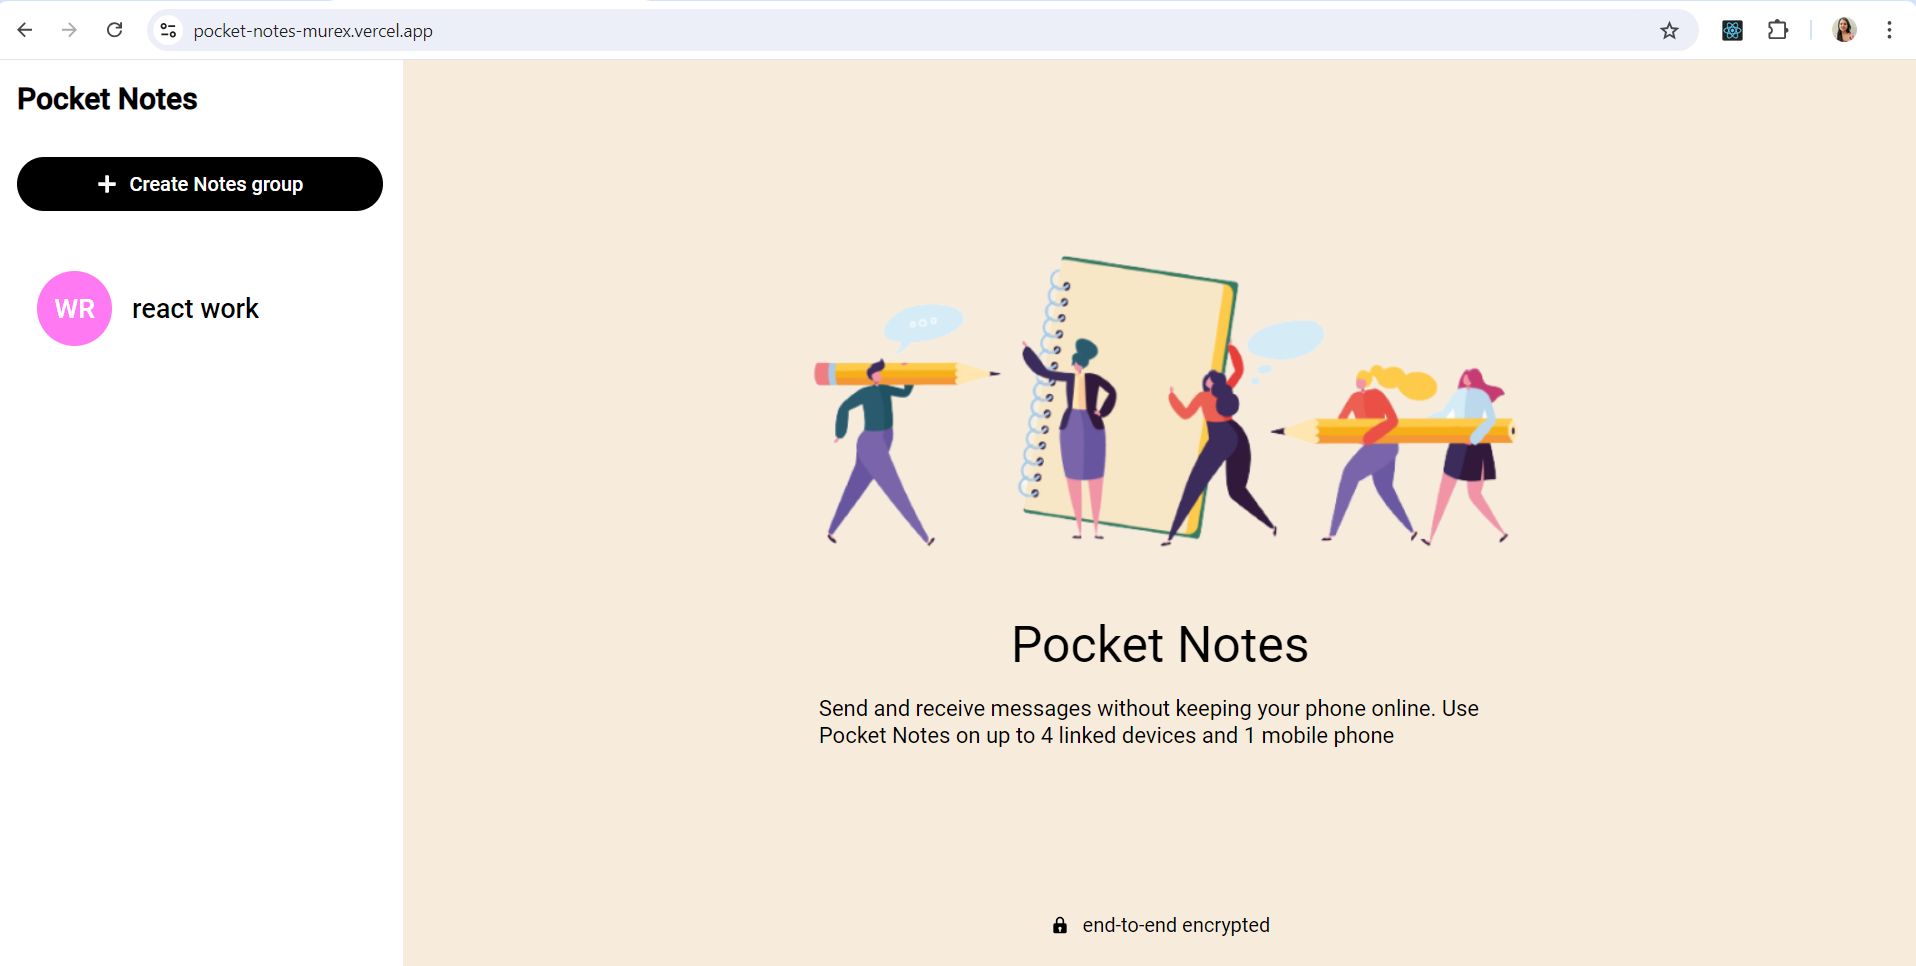 pocket-notes-murex.vercel.app
Pocket Notes
Create Notes group
WR
react work
Pocket Notes
Send and receive messages without keeping your phone online. Use
Pocket Notes on up to 4 linked devices and 1 mobile phone
end-to-end encrypted